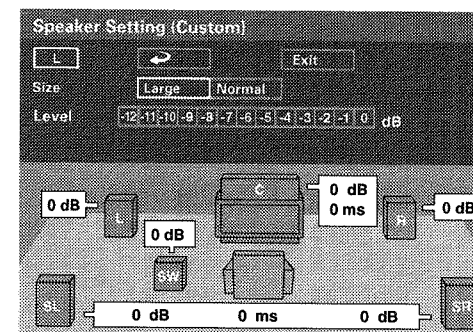 Speaker Setting (Custom)
L Exit
Size Large Normal
Level -12 -11 -10 -9 -8 -7 -6 -5 -4 -3 -2 -1 0 dB
C
0 dB
0 ms
0 dB L R 0 dB
0 dB
SW
SL SR
0 dB 0 ms 0 dB